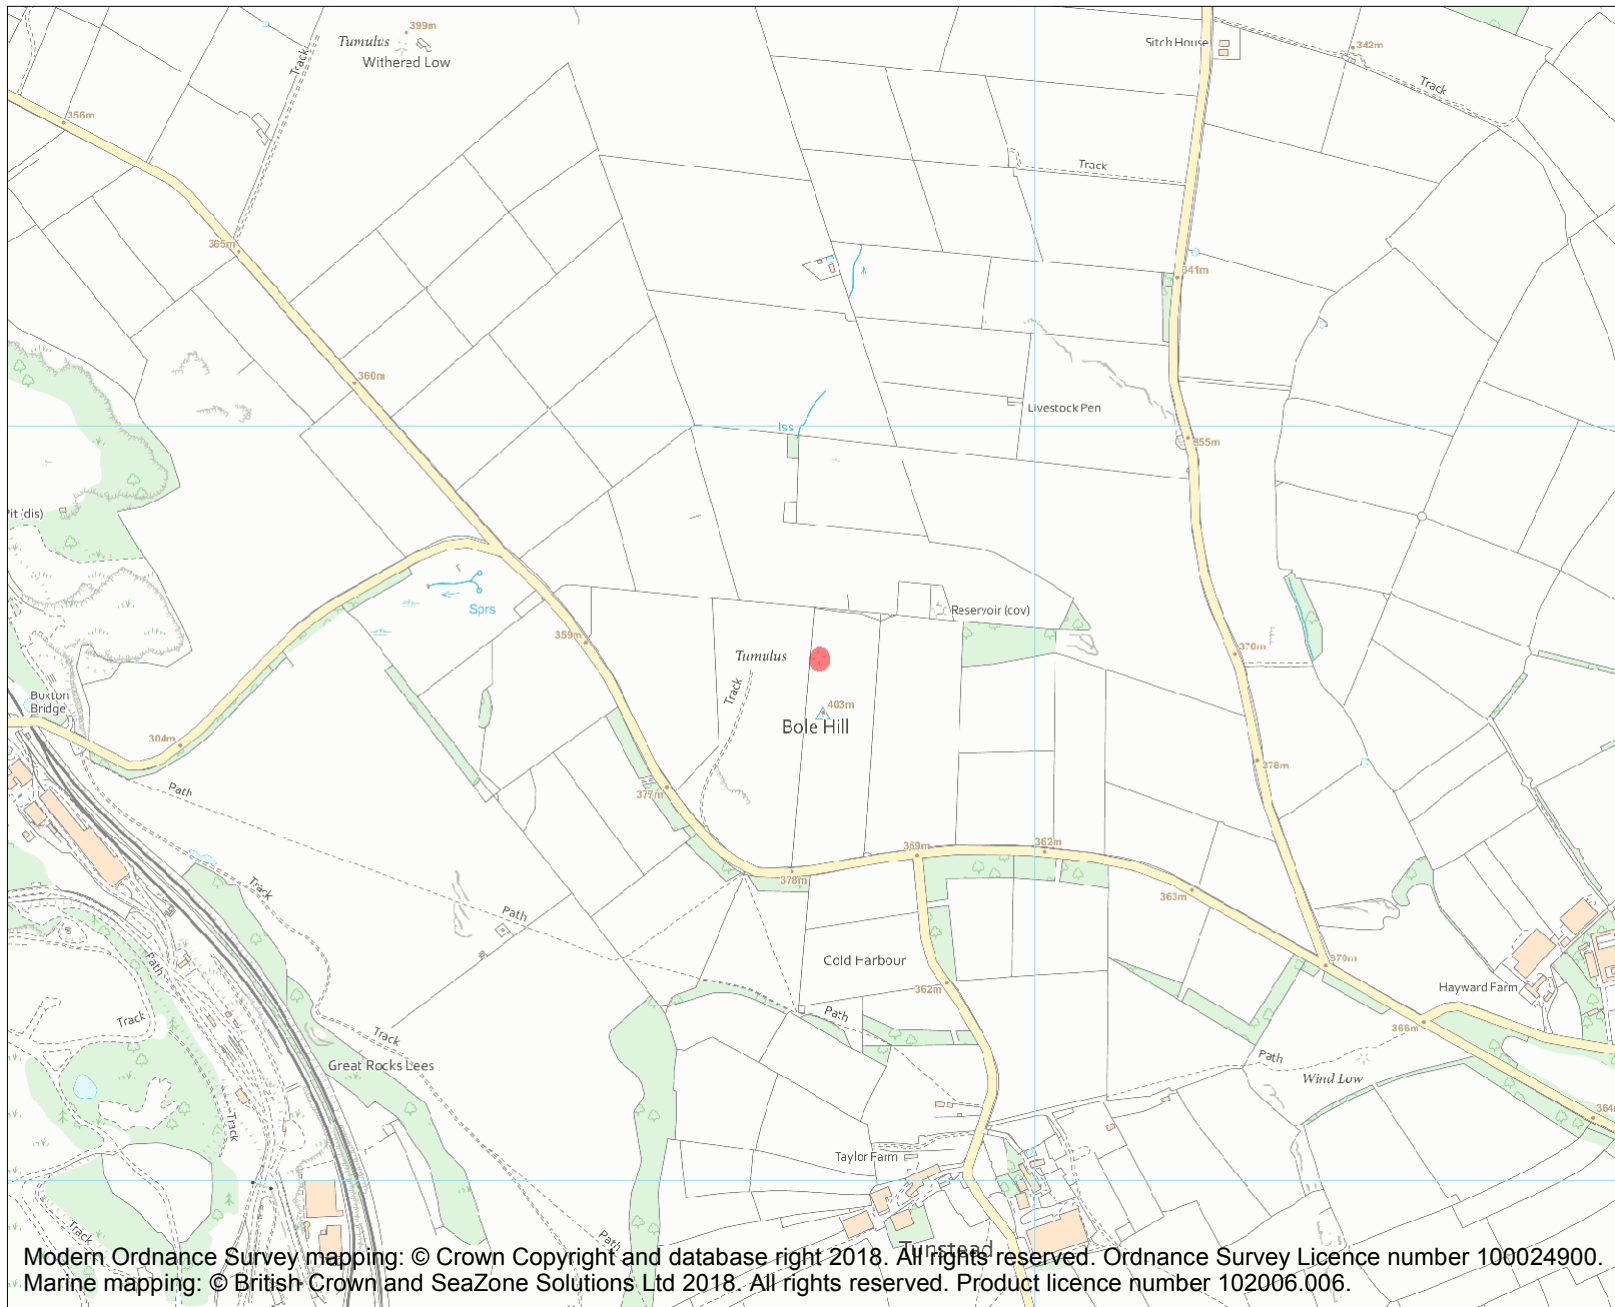 399m
Tumulus
Withered Low
Track
Sitch House
342m
Track
356m
Track
365m
341m
360m
Livestock Pen
Iss
355m
Pit (dis)
Sprs
Reservoir (cov)
359m
Tumulus
370m
Track
Buxton
Bridge
403m
Bole Hill
304m
378m
Path
377m
369m
362m
378m
363m
Track
Path
Cold Harbour
Path
370m
362m
Hayward Farm
Path
Track
366m
Track
Path
Great Rocks Lees
Wind Low
364m
Track
Taylor Farm
Track
Path
Tunstead
Modern Ordnance Survey mapping: © Crown Copyright and database right 2018. All rights reserved. Ordnance Survey Licence number 100024900.
Marine mapping: © British Crown and SeaZone Solutions Ltd 2018. All rights reserved. Product licence number 102006.006.